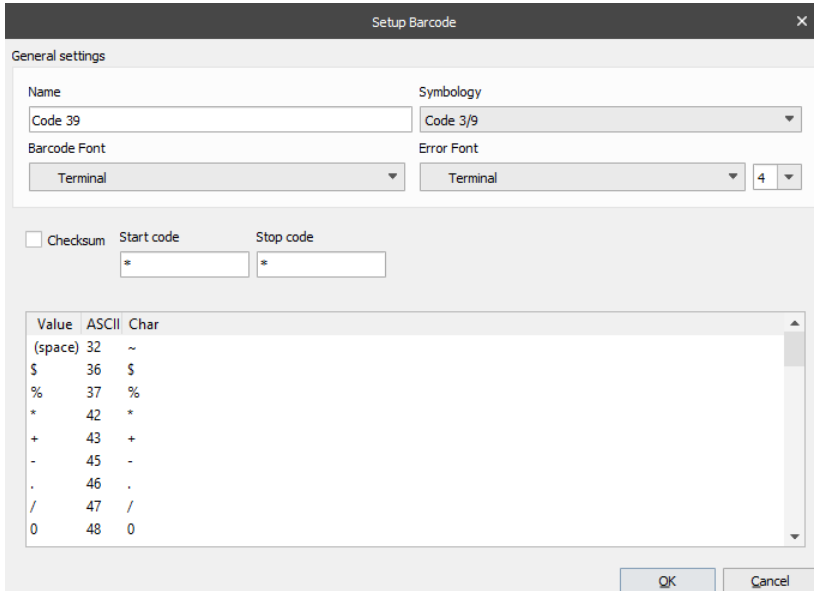 Setup Barcode
General settings
Name Symbology
Code 39 Code 3/9
Barcode Font Error Font
Terminal Terminal 4
Checksum Start code Stop code
* *
Value ASCII Char
(space) 32 ~
$ 36 $
% 37 %
* 42 *
+ 43 +
- 45 -
. 46 .
/ 47 /
0 48 0
OK Cancel